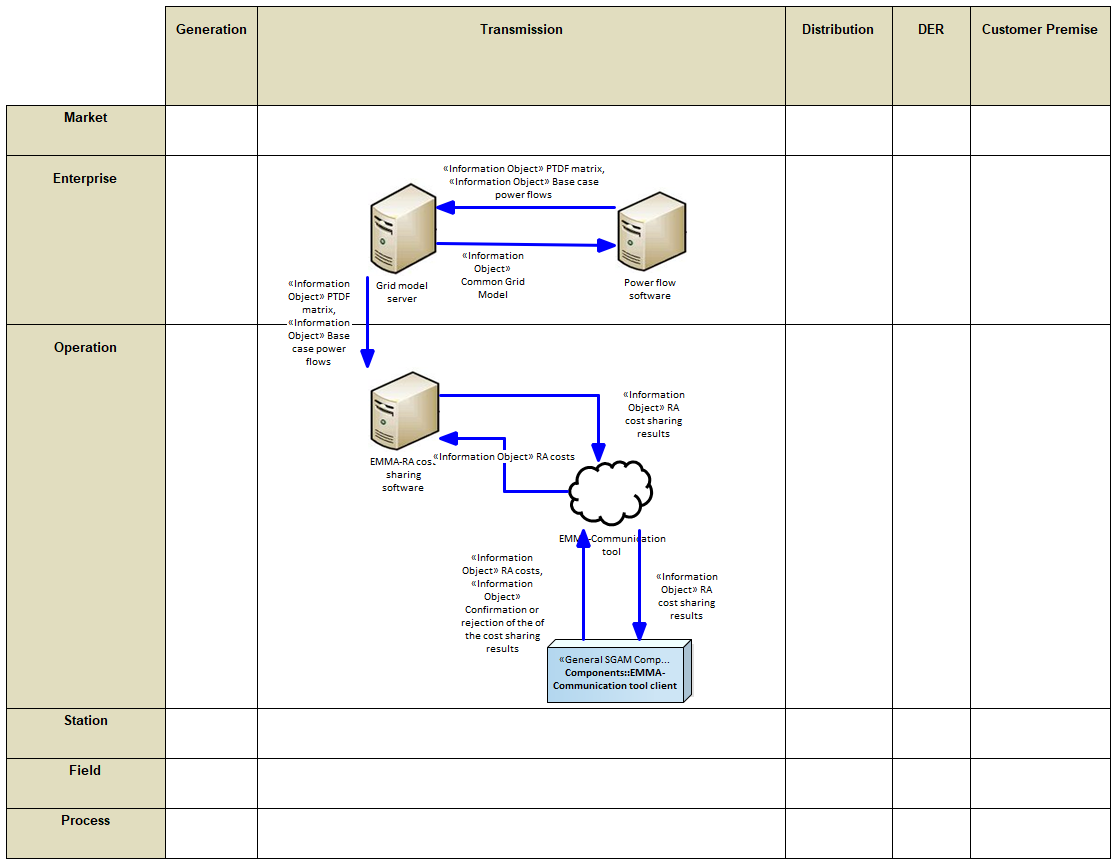 Generation
Transmission
Distribution
DER
Customer Premise
Market
Enterprise
«Information Object» PTDF matrix,
«Information Object» Base case
power flows
«Information
Object»
Common Grid
Model
Grid model
server
Power flow
software
«Information
Object» PTDF
matrix,
«Information
Object» Base
case power
flows
Operation
«Information
Object» RA
cost sharing
results
«Information Object» RA costs
EMMA-RA cost
sharing
software
EMMA-Communication
tool
«Information
Object» RA costs,
«Information
Object»
Confirmation or
rejection of the of
the cost sharing
results
«Information
Object» RA
cost sharing
results
«General SGAM Comp...
Components::EMMA-
Communication tool client
Station
Field
Process